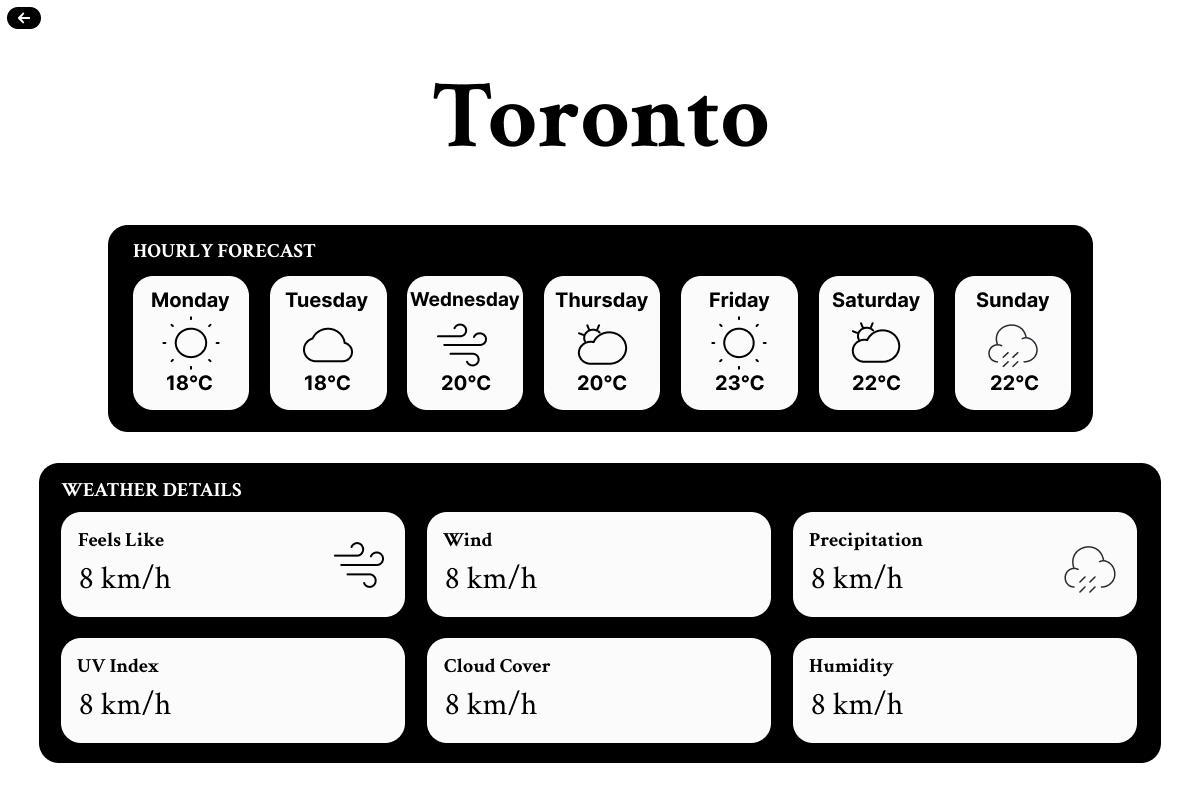 Toronto
HOURLY FORECAST
Monday Tuesday Wednesday Thursday Friday Saturday Sunday
18°C 18°C 20°C 20°C 23°C 22°C 22°C
WEATHER DETAILS
Feels Like Wind Precipitation
8 km/h 8 km/h 8 km/h
UV Index Cloud Cover Humidity
8 km/h 8 km/h 8 km/h